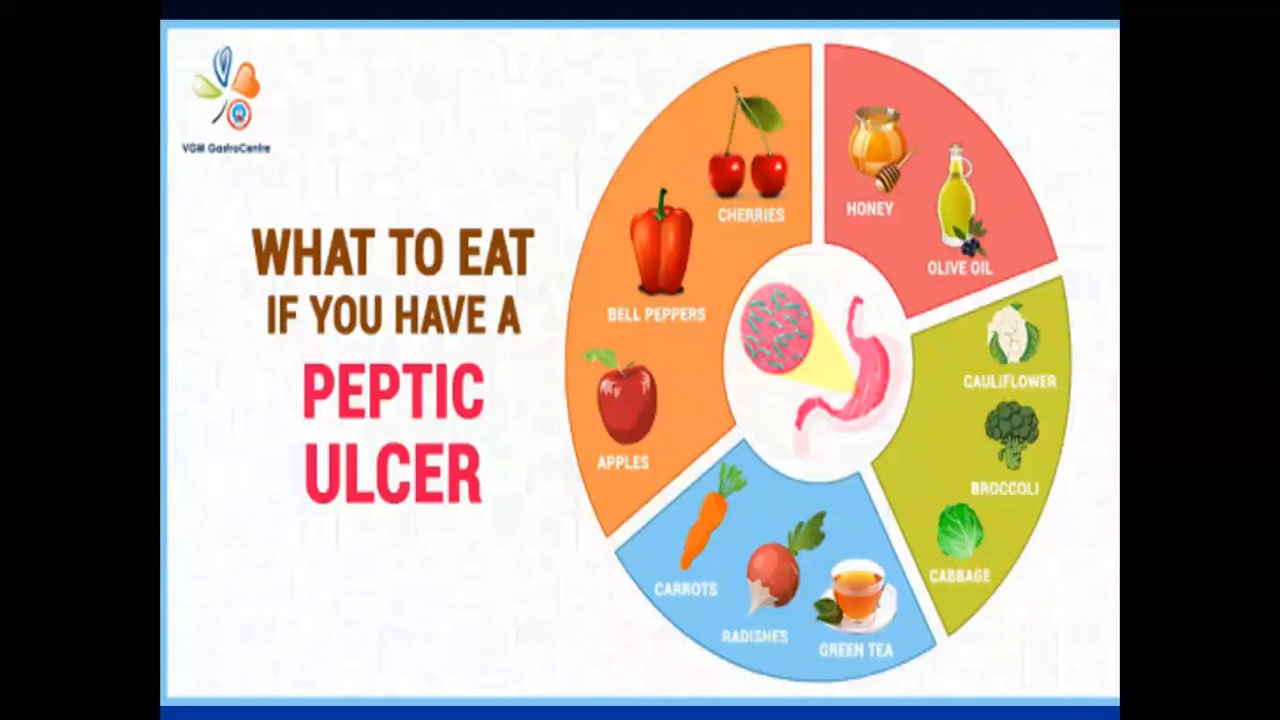 VGM GastroCentre
WHAT TO EAT
IF YOU HAVE A
PEPTIC
ULCER
CHERRIES
BELL PEPPERS
APPLES
HONEY
OLIVE OIL
CAULIFLOWER
BROCCOLI
CABBAGE
CARROTS
RADISHES
GREEN TEA